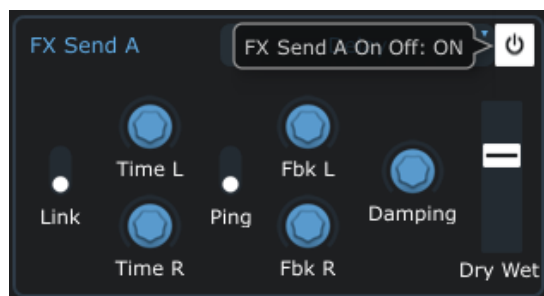 FX Send A
FX Send A On Off: ON
Time L
Fbk L
Link
Ping
Damping
Time R
Fbk R
Dry Wet